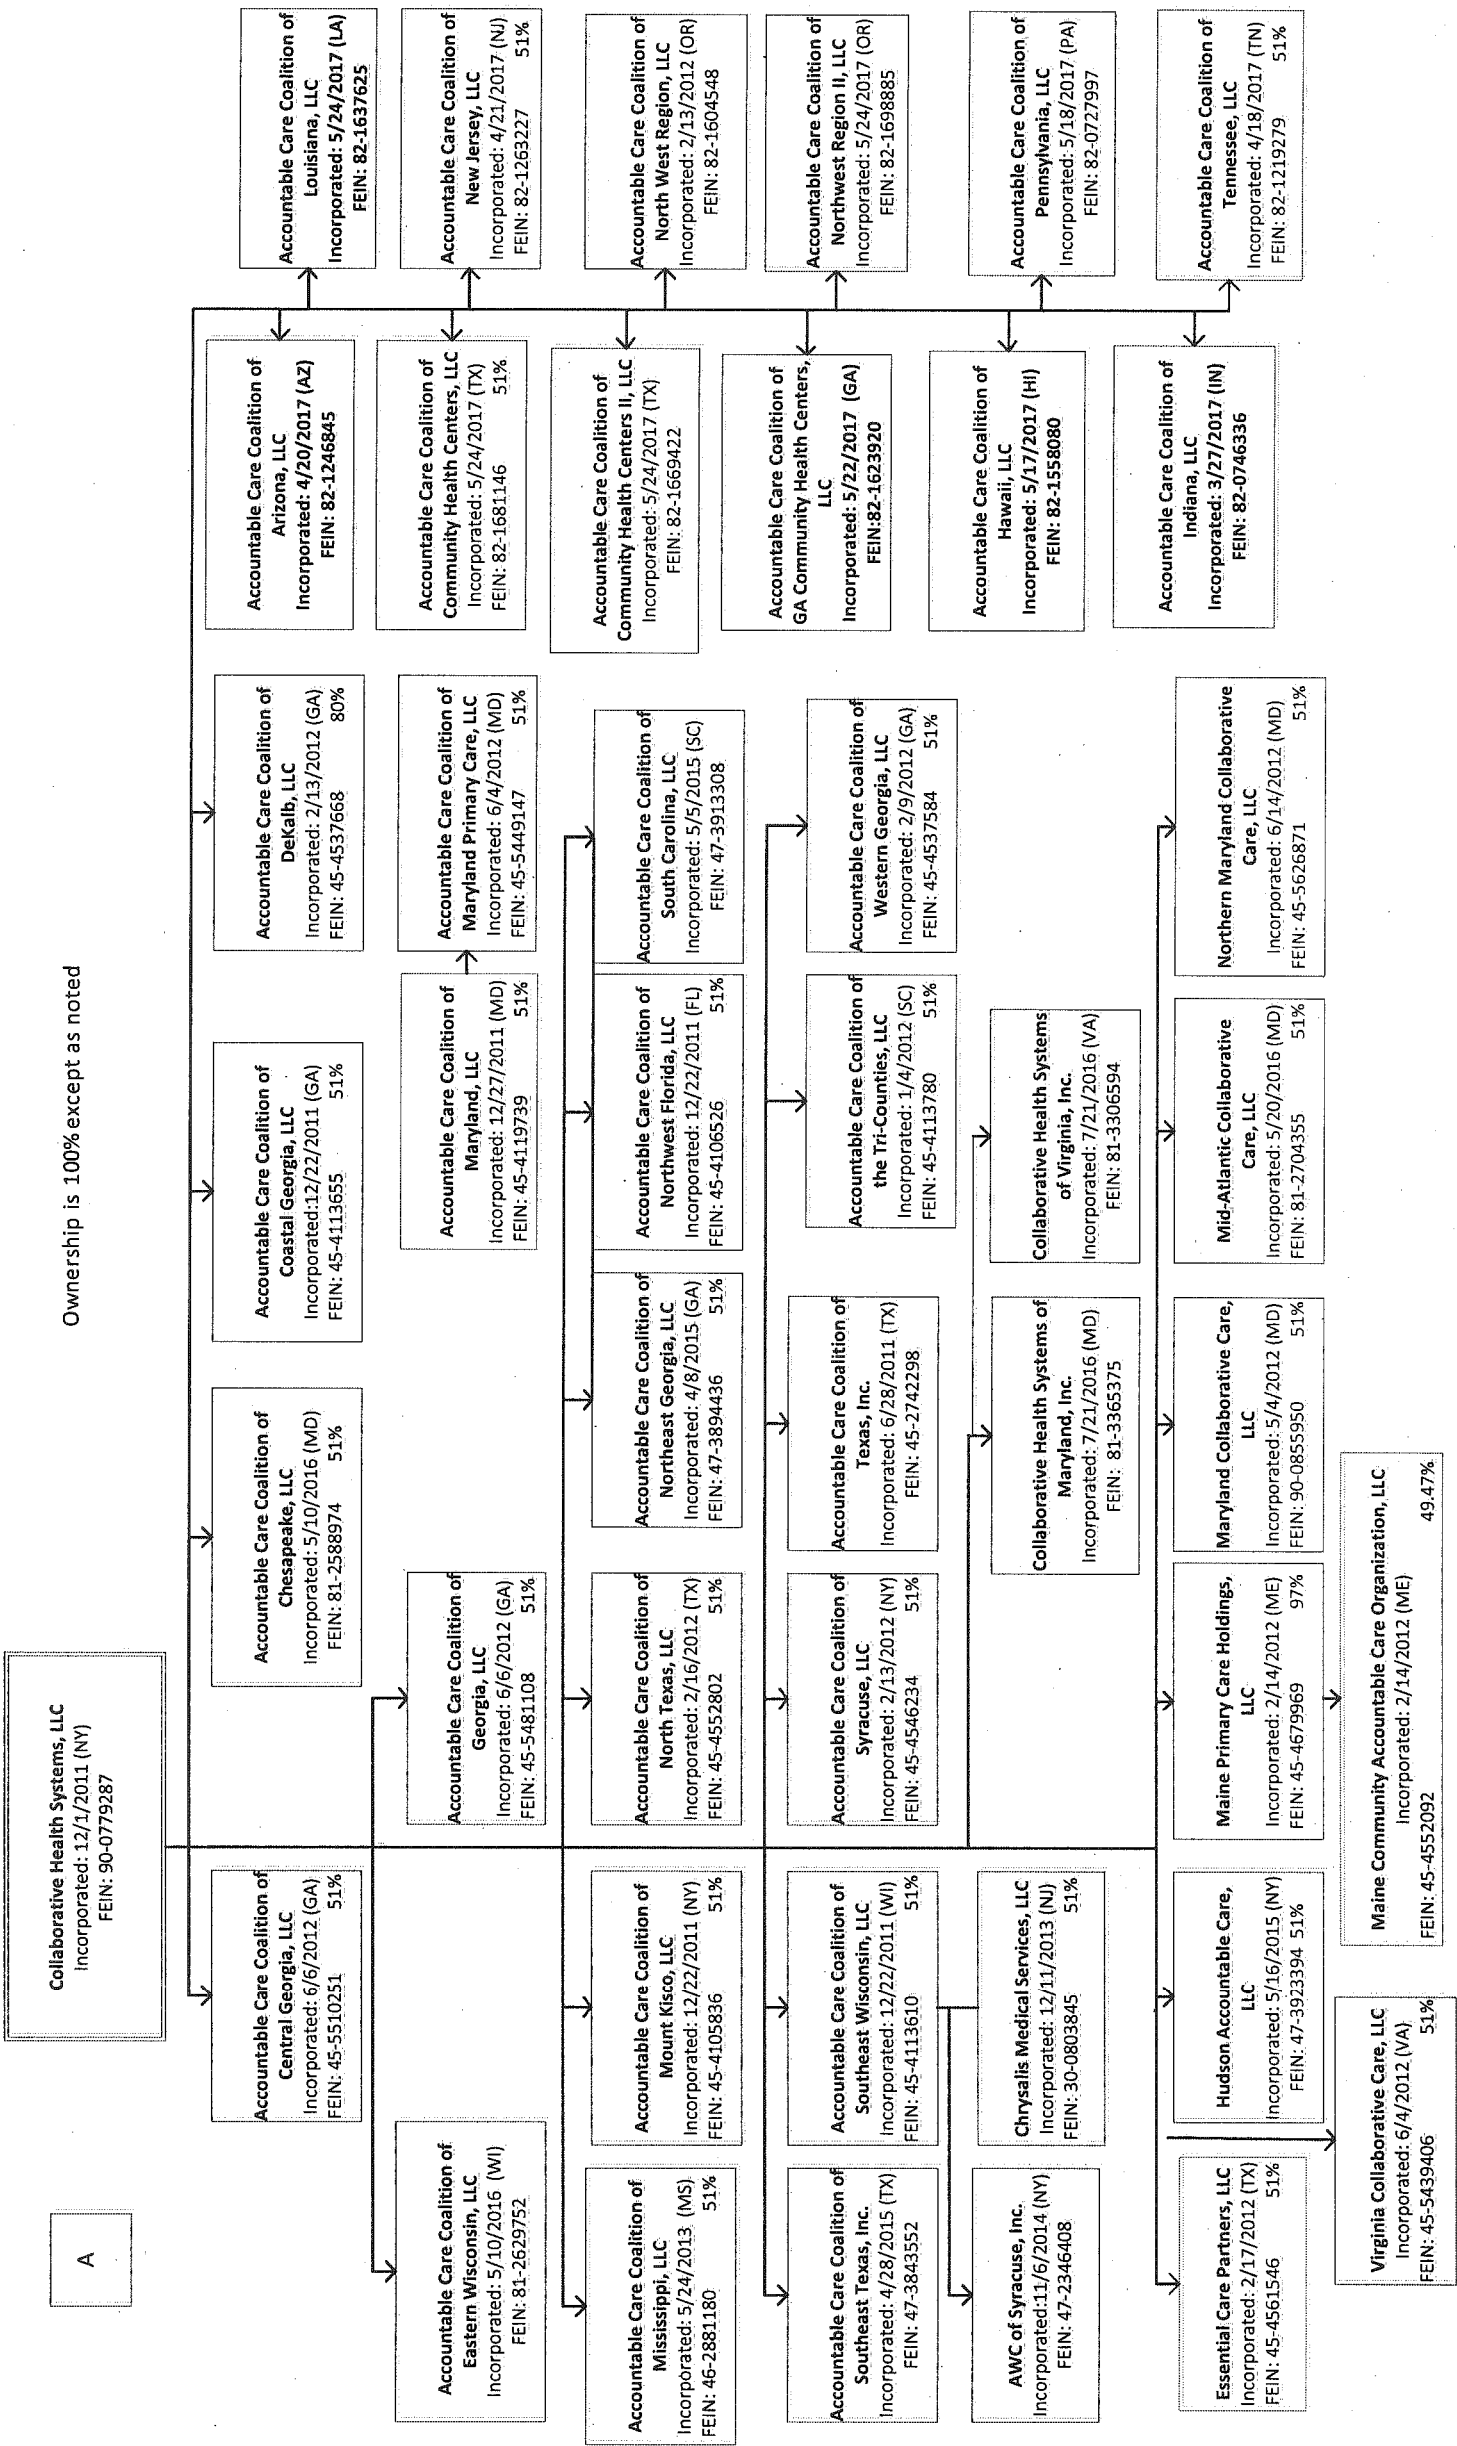 A
Collaborative Health Systems, LLC
Incorporated: 12/1/2011 (NY)
FEIN: 90-0779287
Ownership is 100% except as noted
Accountable Care Coalition of
Central Georgia, LLC
Incorporated: 6/6/2012 (GA)
FEIN: 45-5510251 51%
Accountable Care Coalition of
Chesapeake, LLC
Incorporated: 5/10/2016 (MD)
FEIN: 81-2588974 51%
Accountable Care Coalition of
Coastal Georgia, LLC
Incorporated:12/22/2011 (GA)
FEIN: 45-4113655 51%
Accountable Care Coalition of
DeKalb, LLC
Incorporated: 2/13/2012 (GA)
FEIN: 45-4537668 80%
Accountable Care Coalition of
Arizona, LLC
Incorporated: 4/20/2017 (AZ)
FEIN: 82-1246845
Accountable Care Coalition of
Louisiana, LLC
Incorporated: 5/24/2017 (LA)
FEIN: 82-1637625
Accountable Care Coalition of
Eastern Wisconsin, LLC
Incorporated: 5/10/2016 (WI)
FEIN: 81-2629752
Accountable Care Coalition of
Georgia, LLC
Incorporated: 6/6/2012 (GA)
FEIN: 45-5481108 51%
Accountable Care Coalition of
Maryland, LLC
Incorporated: 12/27/2011 (MD)
FEIN: 45-4119739 51%
Accountable Care Coalition of
Maryland Primary Care, LLC
Incorporated: 6/4/2012 (MD)
FEIN: 45-5449147 51%
Accountable Care Coalition of
Community Health Centers, LLC
Incorporated: 5/24/2017 (TX)
FEIN: 82-1681146 51%
Accountable Care Coalition of
New Jersey, LLC
Incorporated: 4/21/2017 (NJ)
FEIN: 82-1263227 51%
Accountable Care Coalition of
Mississippi, LLC
Incorporated: 5/24/2013 (MS)
FEIN: 46-2881180 51%
Accountable Care Coalition of
Mount Kisco, LLC
Incorporated: 12/22/2011 (NY)
FEIN: 45-4105836 51%
Accountable Care Coalition of
North Texas, LLC
Incorporated: 2/16/2012 (TX)
FEIN: 45-4552802 51%
Accountable Care Coalition of
Northeast Georgia, LLC
Incorporated: 4/8/2015 (GA)
FEIN: 47-3894436 51%
Accountable Care Coalition of
Northwest Florida, LLC
Incorporated: 12/22/2011 (FL)
FEIN: 45-4106526 51%
Accountable Care Coalition of
South Carolina, LLC
Incorporated: 5/5/2015 (SC)
FEIN: 47-3913308
Accountable Care Coalition of
Community Health Centers II, LLC
Incorporated: 5/24/2017 (TX)
FEIN: 82-1669422
Accountable Care Coalition of
North West Region, LLC
Incorporated: 2/13/2012 (OR)
FEIN: 82-1604548
Accountable Care Coalition of
Southeast Texas, Inc.
Incorporated: 4/28/2015 (TX)
FEIN: 47-3843552
Accountable Care Coalition of
Southeast Wisconsin, LLC
Incorporated: 12/22/2011 (WI)
FEIN: 45-4113610 51%
Accountable Care Coalition of
Syracuse, LLC
Incorporated: 2/13/2012 (NY)
FEIN: 45-4546234 51%
Accountable Care Coalition of
Texas, Inc.
Incorporated: 6/28/2011 (TX)
FEIN: 45-2742298
Accountable Care Coalition of
the Tri-Counties, LLC
Incorporated: 1/4/2012 (SC)
FEIN: 45-4113780 51%
Accountable Care Coalition of
Western Georgia, LLC
Incorporated: 2/9/2012 (GA)
FEIN: 45-4537584 51%
Accountable Care Coalition of
GA Community Health Centers,
LLC
Incorporated: 5/22/2017 (GA)
FEIN:82-1623920
Accountable Care Coalition of
Northwest Region II, LLC
Incorporated: 5/24/2017 (OR)
FEIN: 82-1698885
AWC of Syracuse, Inc.
Incorporated:11/6/2014 (NY)
FEIN: 47-2346408
Chrysalis Medical Services, LLC
Incorporated: 12/11/2013 (NJ)
FEIN: 30-0803845 51%
Collaborative Health Systems of
Maryland, Inc.
Incorporated: 7/21/2016 (MD)
FEIN: 81-3365375
Collaborative Health Systems
of Virginia, Inc.
Incorporated: 7/21/2016 (VA)
FEIN: 81-3306594
Accountable Care Coalition of
Hawaii, LLC
Incorporated: 5/17/2017 (HI)
FEIN: 82-1558080
Accountable Care Coalition of
Pennsylvania, LLC
Incorporated: 5/18/2017 (PA)
FEIN: 82-0727997
Essential Care Partners, LLC
Incorporated: 2/17/2012 (TX)
FEIN: 45-4561546 51%
Hudson Accountable Care,
LLC
Incorporated: 5/16/2015 (NY)
FEIN: 47-3923394 51%
Maine Primary Care Holdings,
LLC
Incorporated: 2/14/2012 (ME)
FEIN: 45-4679969 97%
Maryland Collaborative Care,
LLC
Incorporated: 5/4/2012 (MD)
FEIN: 90-0855950 51%
Mid-Atlantic Collaborative
Care, LLC
Incorporated: 5/20/2016 (MD)
FEIN: 81-2704355 51%
Northern Maryland Collaborative
Care, LLC
Incorporated: 6/14/2012 (MD)
FEIN: 45-5626871 51%
Accountable Care Coalition of
Indiana, LLC
Incorporated: 3/27/2017 (IN)
FEIN: 82-0746336
Accountable Care Coalition of
Tennessee, LLC
Incorporated: 4/18/2017 (TN)
FEIN: 82-1219279 51%
Virginia Collaborative Care, LLC
Incorporated: 6/4/2012 (VA)
FEIN: 45-5439406 51%
Maine Community Accountable Care Organization, LLC
Incorporated: 2/14/2012 (ME)
FEIN: 45-4552092 49.47%